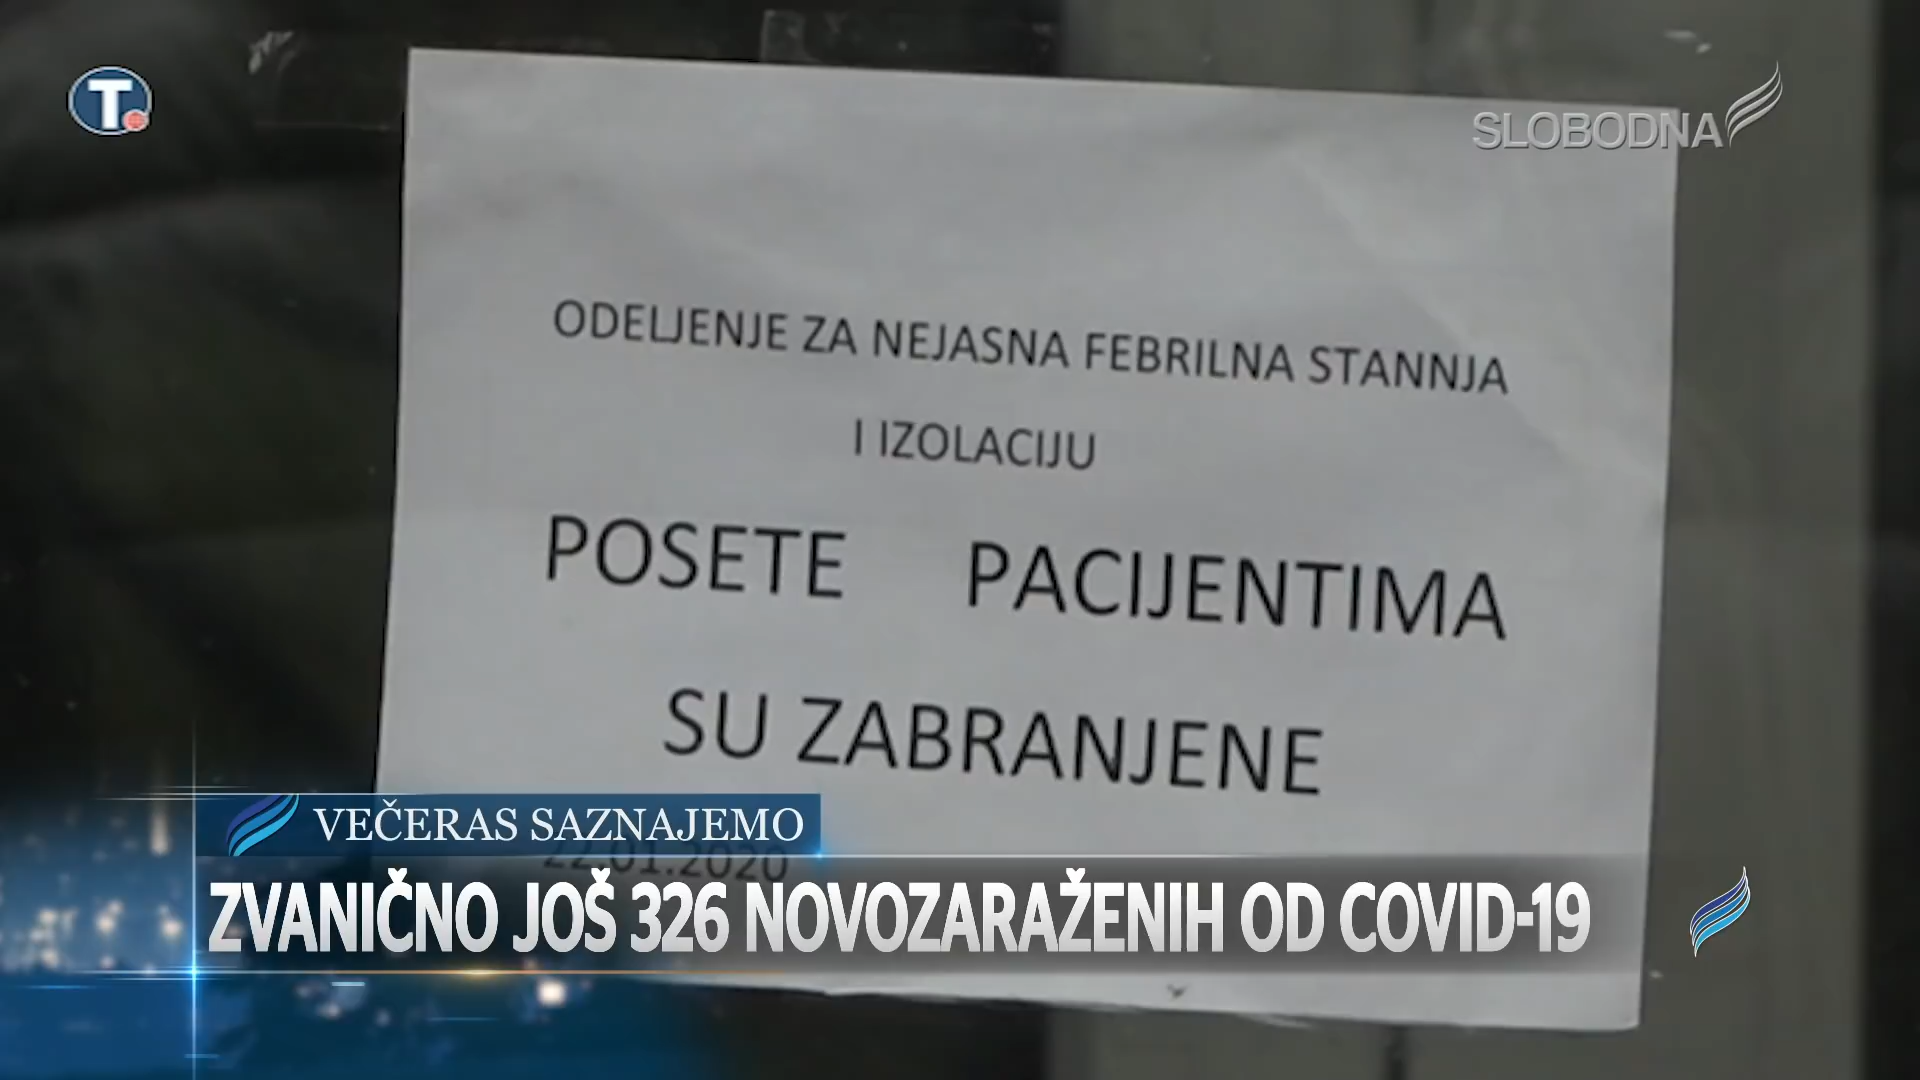 T
SLOBODNA
ODELJENJE ZA NEJASNA FEBRILNA STANNJA
I IZOLACIJU
POSETE PACIJENTIMA
SU ZABRANJENE
22.01.2020
VEČERAS SAZNAJEMO
ZVANIČNO JOŠ 326 NOVOZARAŽENIH OD COVID-19